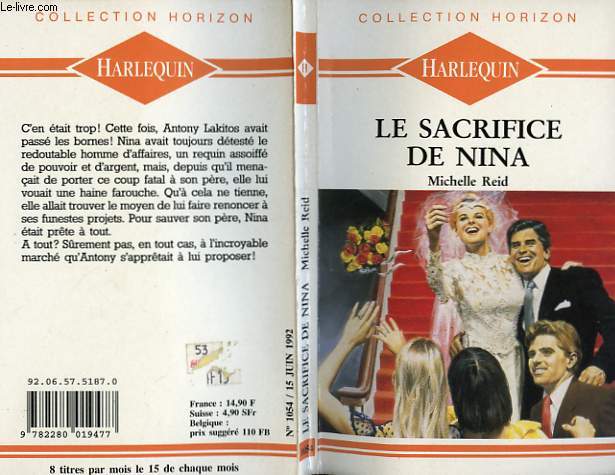 Le-livre.com
COLLECTION HORIZON
HARLEQUIN
C'en était trop! Cette fois, Antony Lakitos avait
passé les bornes! Nina avait toujours détesté le
redoutable homme d'affaires, un requin assoiffé
de pouvoir et d'argent, mais, depuis qu'il mena-
çait de porter ce coup fatal à son père, elle lui
vouait une haine farouche. Qu'à cela ne tienne,
elle allait trouver le moyen de lui faire renoncer à
ses funestes projets. Pour sauver son père, Nina
était prête à tout.
A tout? Sûrement pas, en tout cas, à l'incroyable
marché qu'Antony s'apprêtait à lui proposer!
53
92.06.57.5187.0
9 782280 019477
France : 14,90 F
Suisse : 4,90 SFr
Belgique :
prix suggéré 110 FB
8 titres par mois le 15 de chaque mois
H
LE SACRIFICE DE NINA Michelle Reid
N° 1054 / 15 JUIN 1992
COLLECTION HORIZON
HARLEQUIN
LE SACRIFICE
DE NINA
Michelle Reid